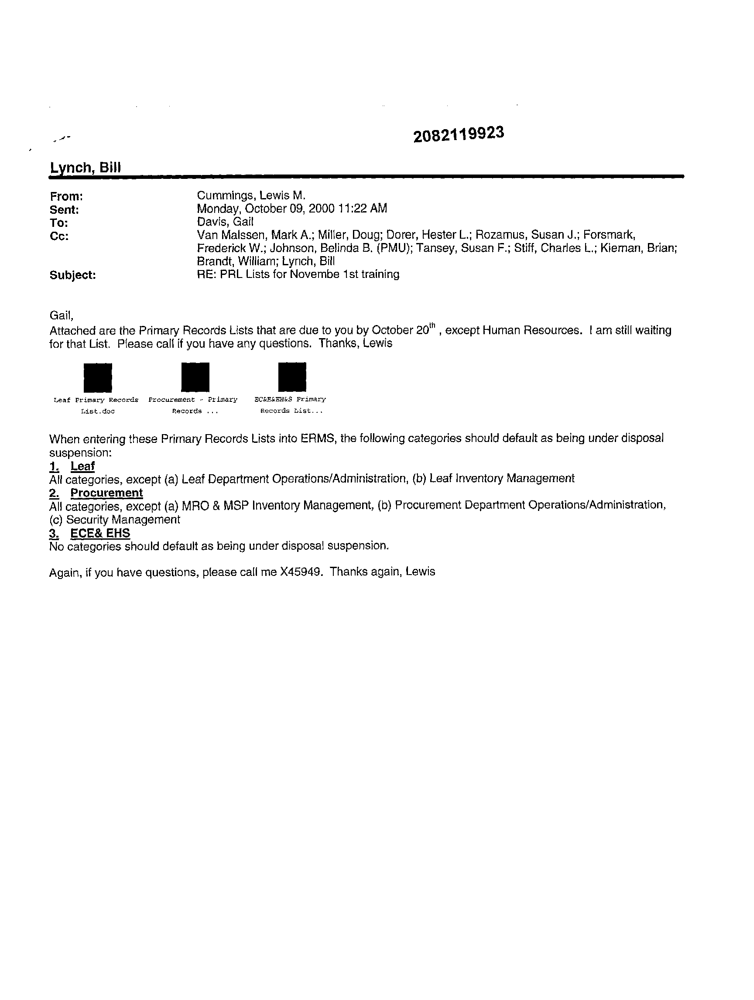 2082119923
Lynch, Bill
From: Cummings, Lewis M.
Sent: Monday, October 09, 2000 11:22 AM
To: Davis, Gail
Cc: Van Malssen, Mark A.; Miller, Doug; Dorer, Hester L.; Rozamus, Susan J.; Forsmark,
Frederick W.; Johnson, Belinda B. (PMU); Tansey, Susan F.; Stiff, Charles L.; Kiernan, Brian;
Brandt, William; Lynch, Bill
Subject: RE: PRL Lists for Novembe 1st training
Gail,
Attached are the Primary Records Lists that are due to you by October 20th , except Human Resources. I am still waiting
for that List. Please call if you have any questions. Thanks, Lewis
Leaf Primary Records Procurement - Primary EC&E&EH&S Primary
List.doc Records ... Records List...
When entering these Primary Records Lists into ERMS, the following categories should default as being under disposal
suspension:
1. Leaf
All categories, except (a) Leaf Department Operations/Administration, (b) Leaf Inventory Management
2. Procurement
All categories, except (a) MRO & MSP Inventory Management, (b) Procurement Department Operations/Administration,
(c) Security Management
3. ECE& EHS
No categories should default as being under disposal suspension.
Again, if you have questions, please call me X45949. Thanks again, Lewis